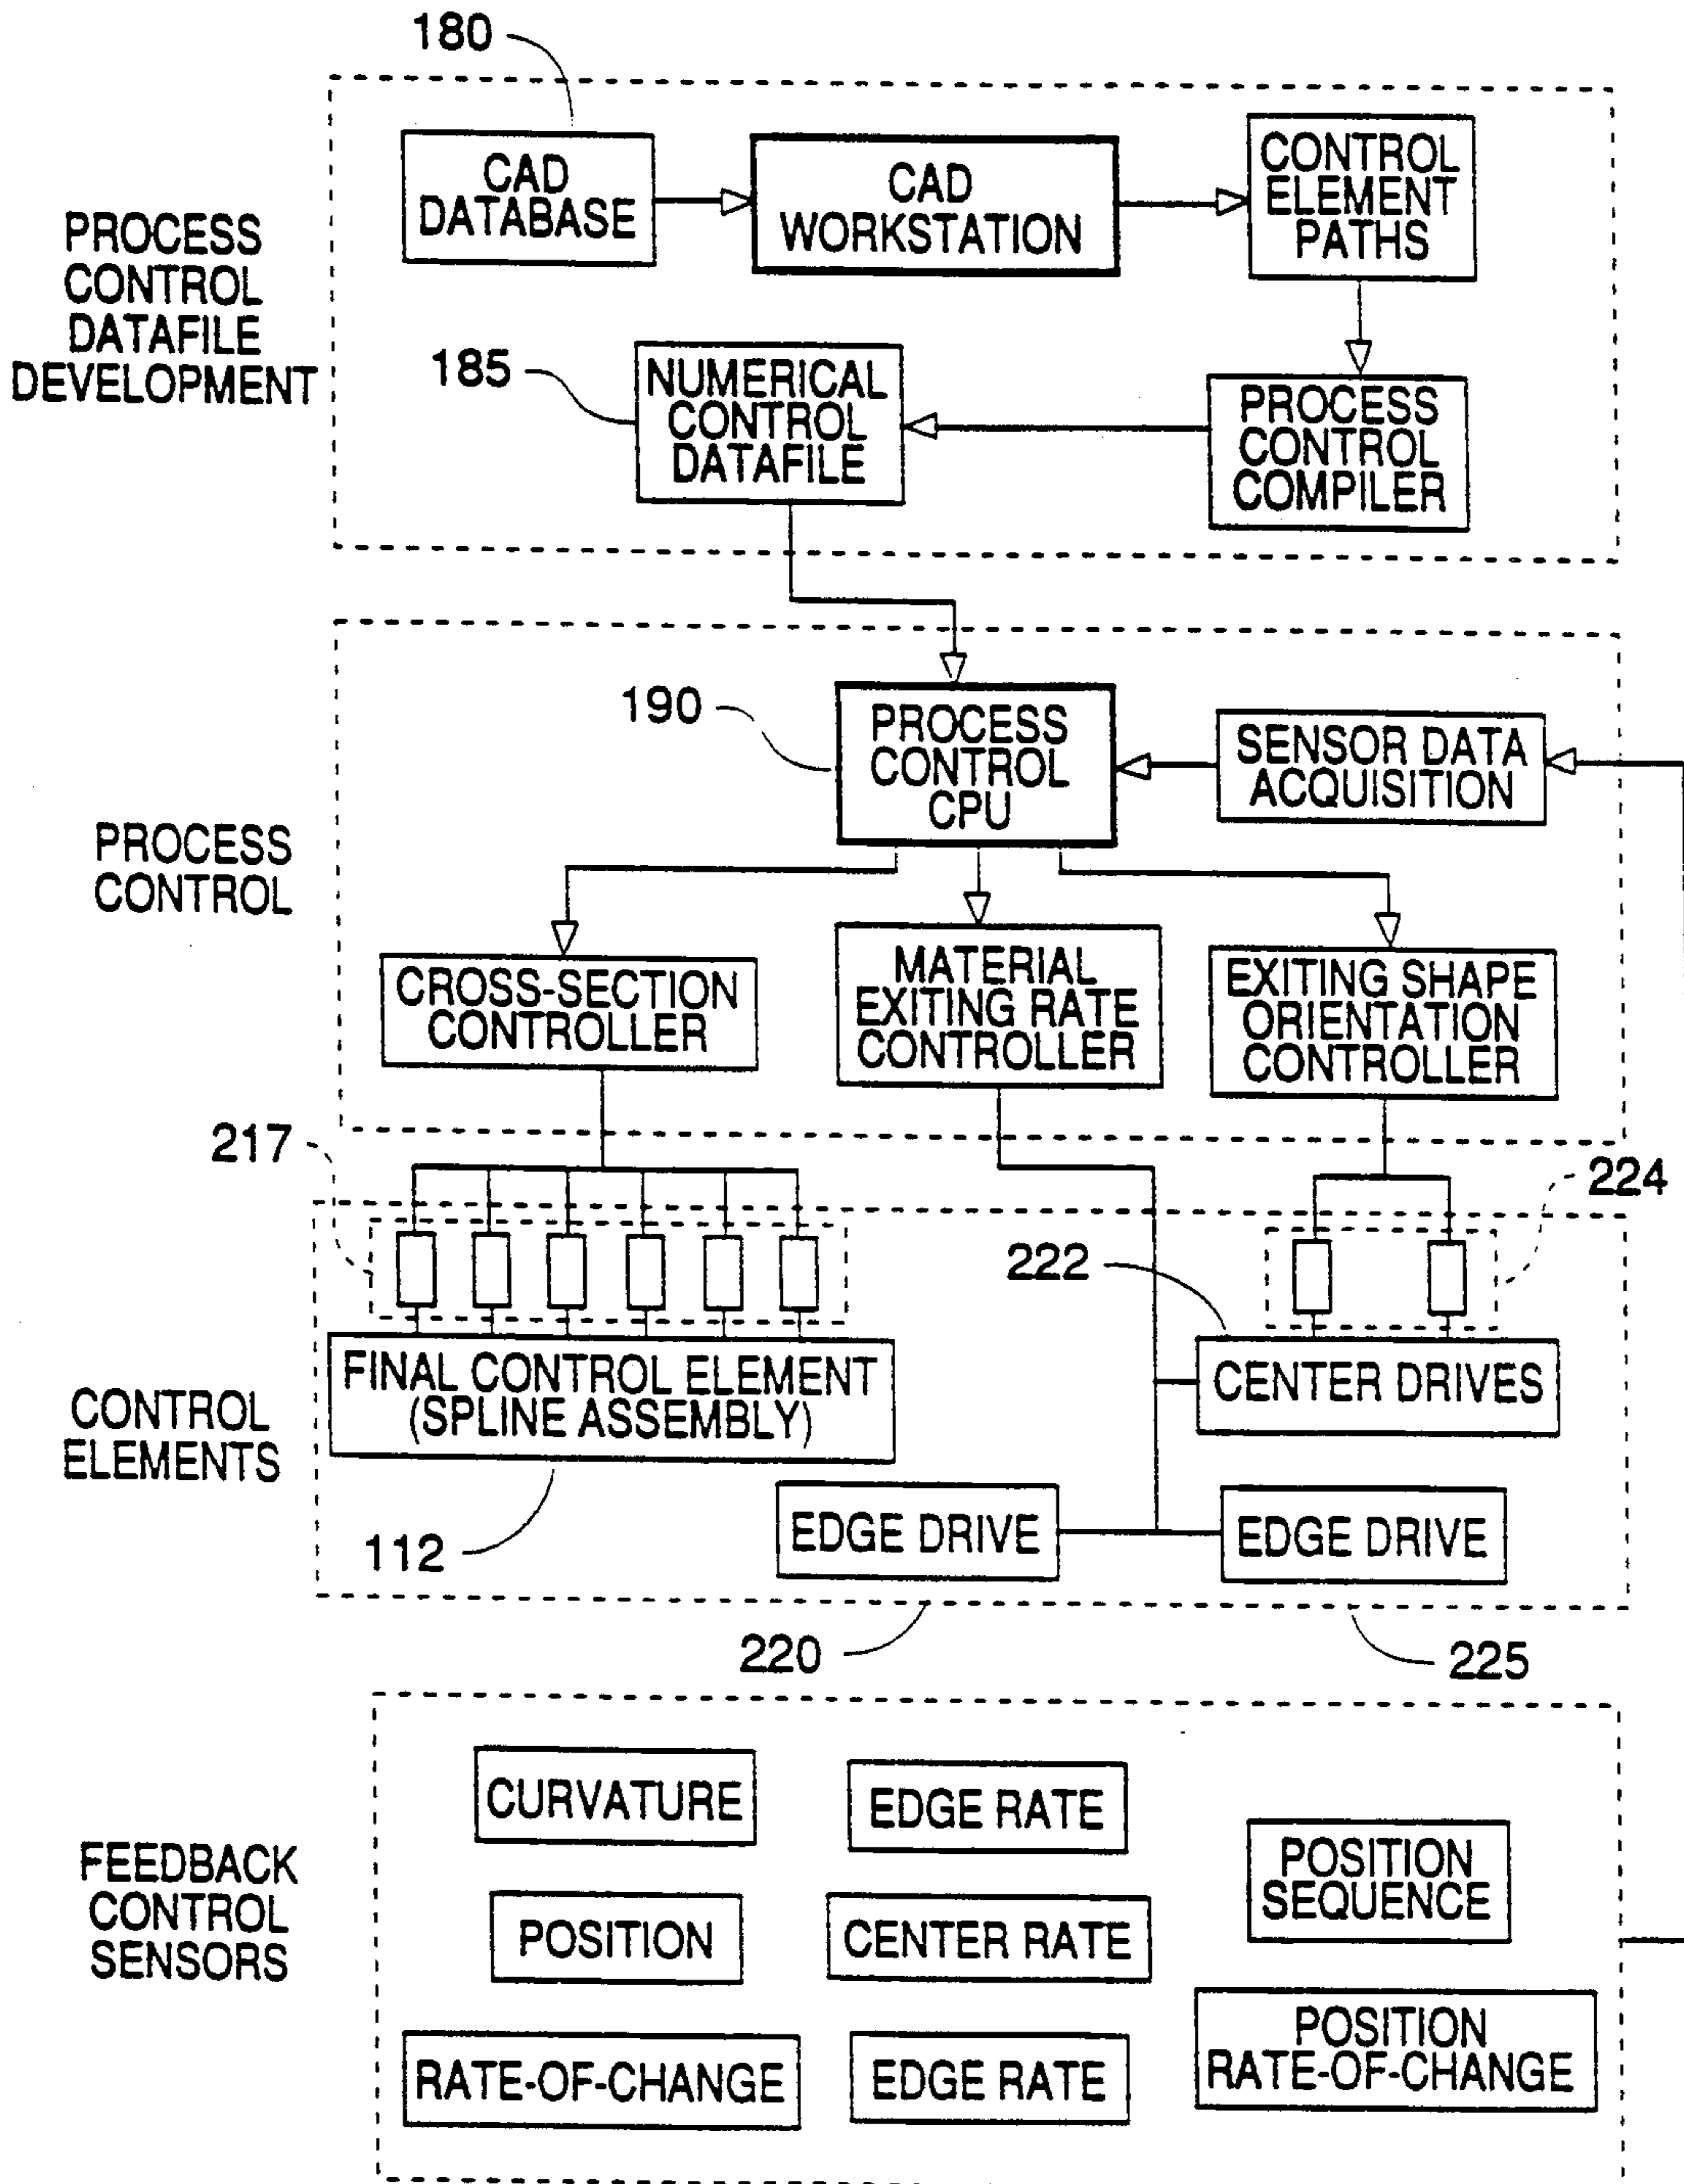 180
PROCESS
CONTROL
DATAFILE
DEVELOPMENT
CAD
DATABASE
CAD
WORKSTATION
CONTROL
ELEMENT
PATHS
185
NUMERICAL
CONTROL
DATAFILE
PROCESS
CONTROL
COMPILER
PROCESS
CONTROL
190
PROCESS
CONTROL
CPU
SENSOR DATA
ACQUISITION
CROSS-SECTION
CONTROLLER
MATERIAL
EXITING RATE
CONTROLLER
EXITING SHAPE
ORIENTATION
CONTROLLER
217
224
222
CONTROL
ELEMENTS
FINAL CONTROL ELEMENT
(SPLINE ASSEMBLY)
CENTER DRIVES
112
EDGE DRIVE
EDGE DRIVE
220
225
FEEDBACK
CONTROL
SENSORS
CURVATURE
EDGE RATE
POSITION
SEQUENCE
POSITION
CENTER RATE
RATE-OF-CHANGE
EDGE RATE
POSITION
RATE-OF-CHANGE